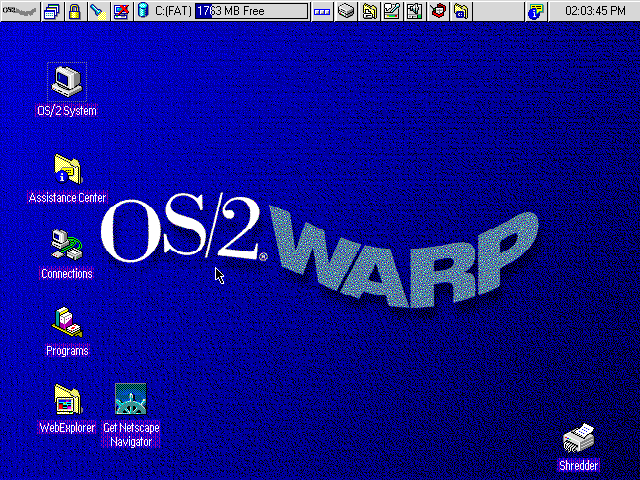 OS/2
C:(FAT) 1763 MB Free
02:03:45 PM
OS/2 System
Assistance Center
OS/2® WARP
Connections
Programs
WebExplorer
Get Netscape
Navigator
Shredder